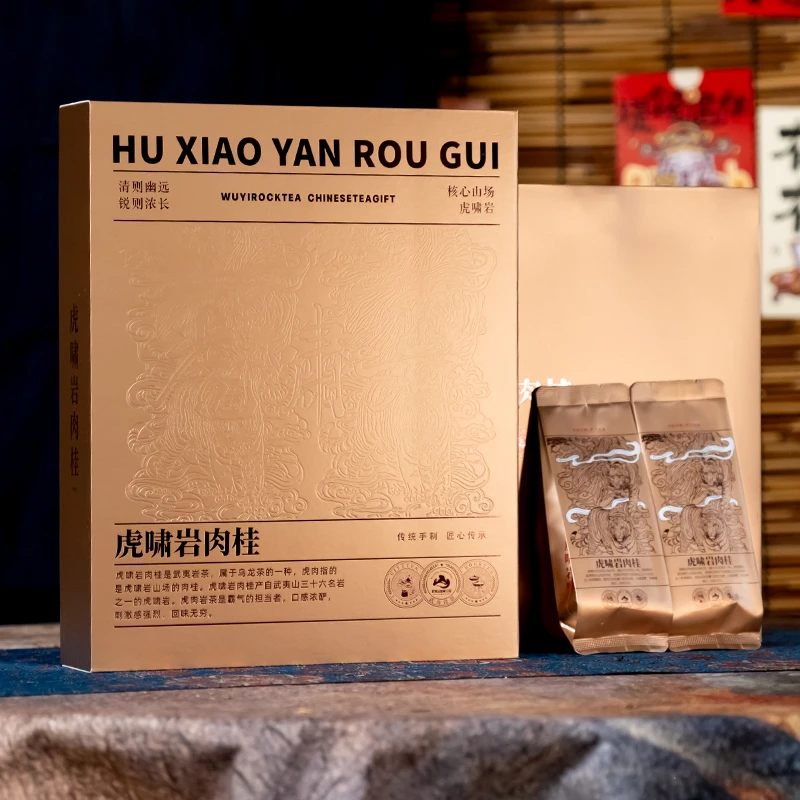 HU XIAO YAN ROU GUI
清则幽远
锐则浓长
WUYIROCKTEA CHINESETEAGIFT
核心山场
虎啸岩
虎啸岩肉桂
虎啸岩肉桂
传统手制 匠心传承
虎啸岩肉桂是武夷岩茶，属于乌龙茶的一种，虎肉指的
是虎啸岩山场的肉桂。虎啸岩肉桂产自武夷山三十六名岩
之一的虎啸岩。虎肉岩茶是霸气的担当者，口感浓酽，
刺激感强烈，回味无穷。
虎啸岩肉桂
虎啸岩肉桂